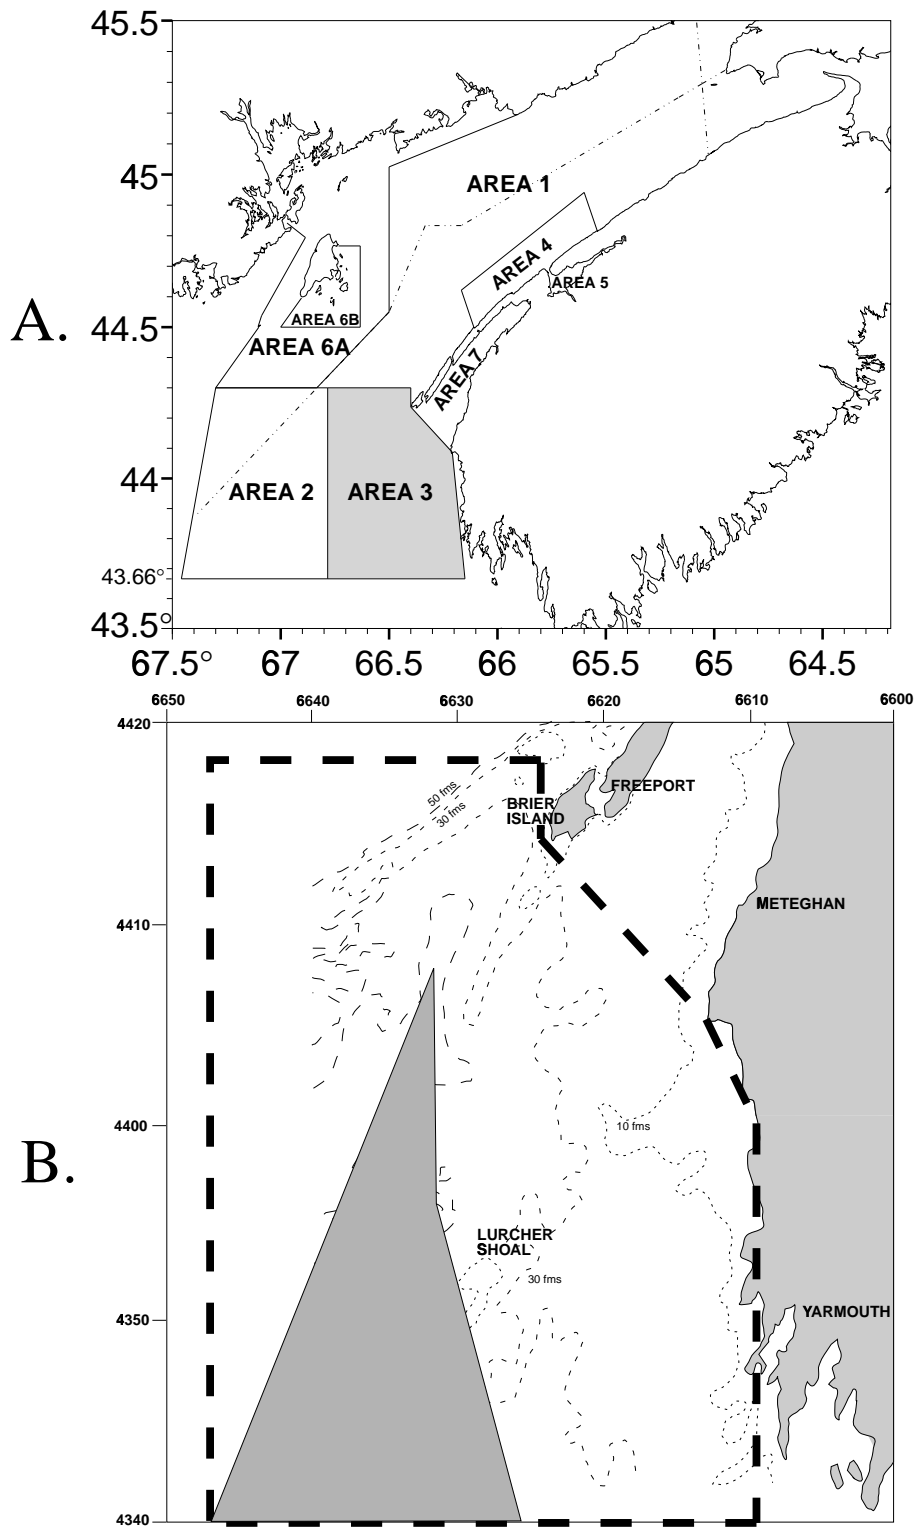 45.5
45
AREA 1
AREA 4
AREA 5
A.
44.5
AREA 6B
AREA 6A
AREA 7
44
AREA 2
AREA 3
43.66°
43.5°
67.5°
67
66.5
66
65.5
65
64.5
6650
6640
6630
6620
6610
6600
4420
50 fms
30 fms
BRIER
ISLAND
FREEPORT
METEGHAN
4410
4400
10 fms
B.
LURCHER
SHOAL
30 fms
YARMOUTH
4350
4340